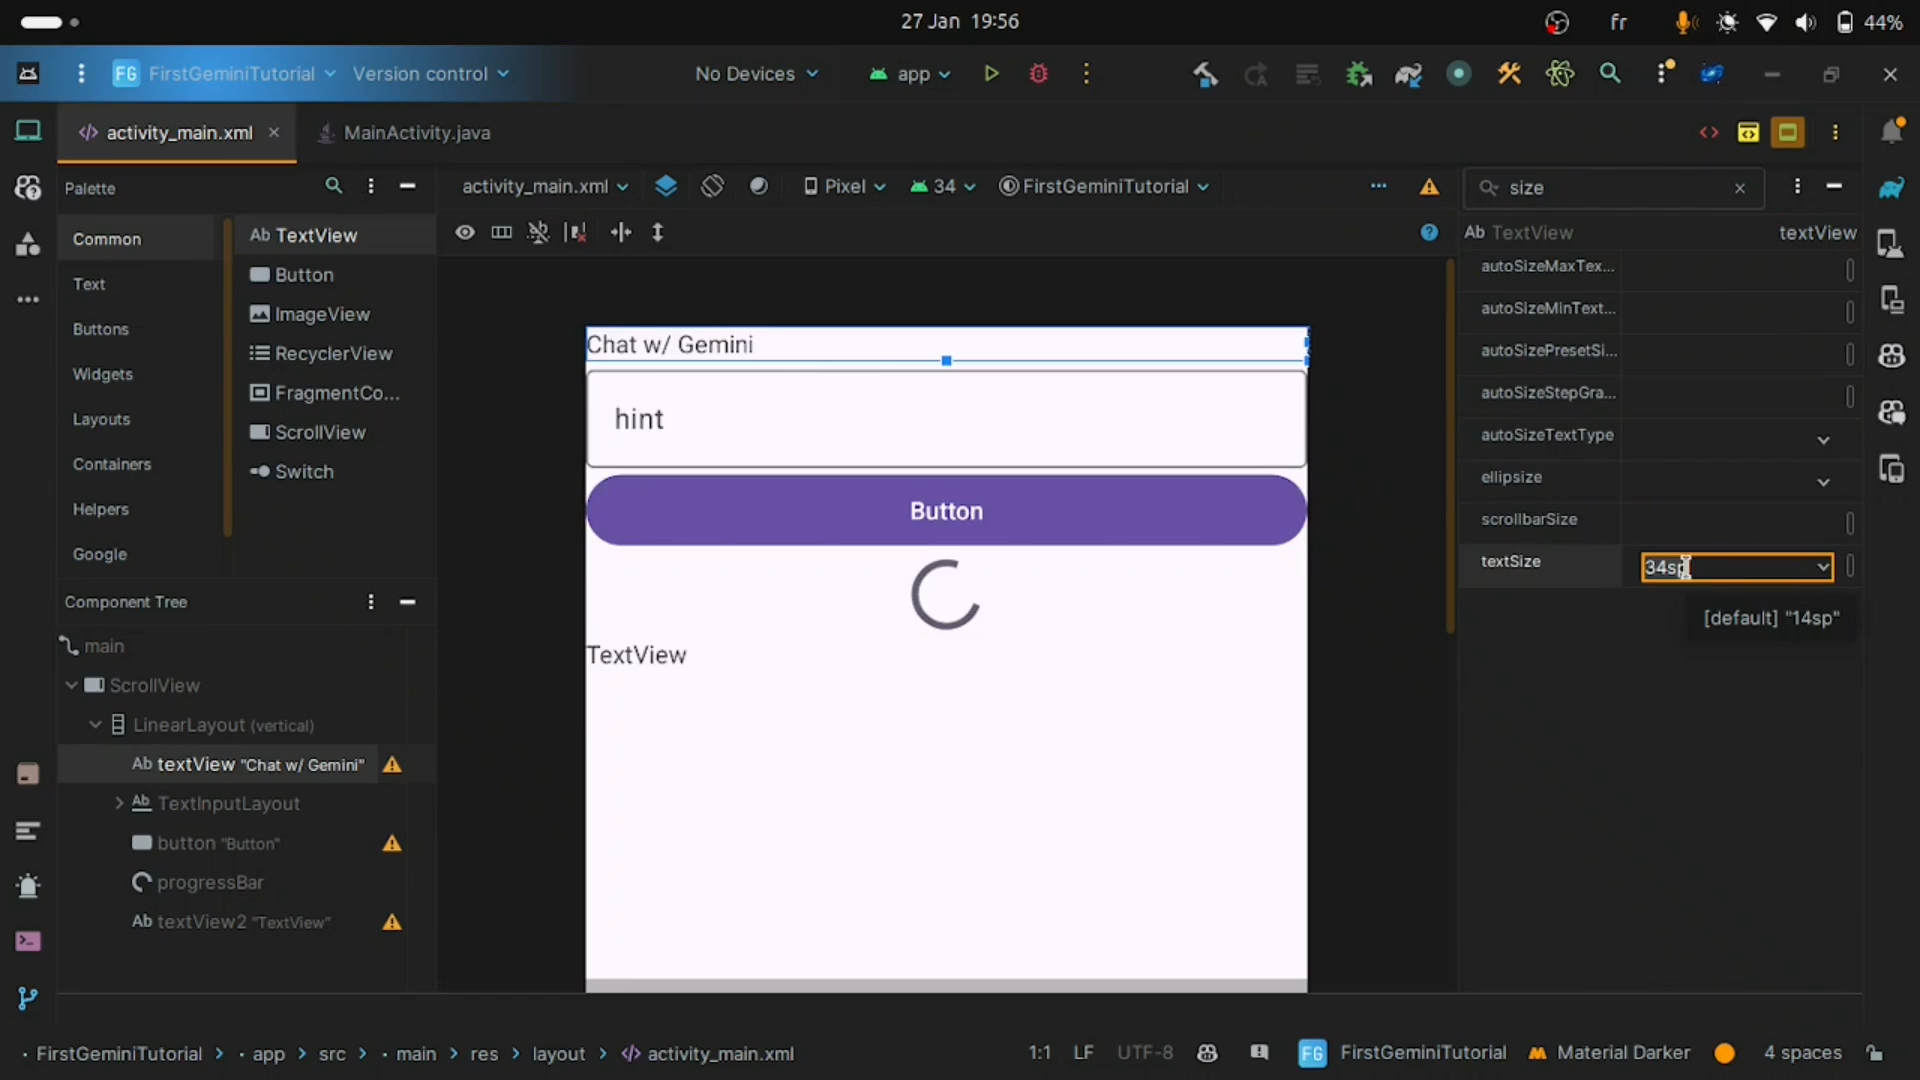 27 Jan 19:56
fr
44%
FG FirstGeminiTutorial
Version control
No Devices
app
activity_main.xml
MainActivity.java
Palette
Common
Text
Buttons
Widgets
Layouts
Containers
Helpers
Google
Ab TextView
Button
ImageView
RecyclerView
FragmentCo...
ScrollView
Switch
Component Tree
main
ScrollView
LinearLayout (vertical)
Ab textView "Chat w/ Gemini"
Ab TextInputLayout
button "Button"
progressBar
Ab textView2 "TextView"
activity_main.xml
Pixel
34
FirstGeminiTutorial
Chat w/ Gemini
hint
Button
TextView
size
Ab TextView
textView
autoSizeMaxTex...
autoSizeMinText...
autoSizePresetSi...
autoSizeStepGra...
autoSizeTextType
ellipsize
scrollbarSize
textSize
34sp
[default] "14sp"
FirstGeminiTutorial > app > src > main > res > layout > activity_main.xml
1:1
LF
UTF-8
FG FirstGeminiTutorial
Material Darker
4 spaces